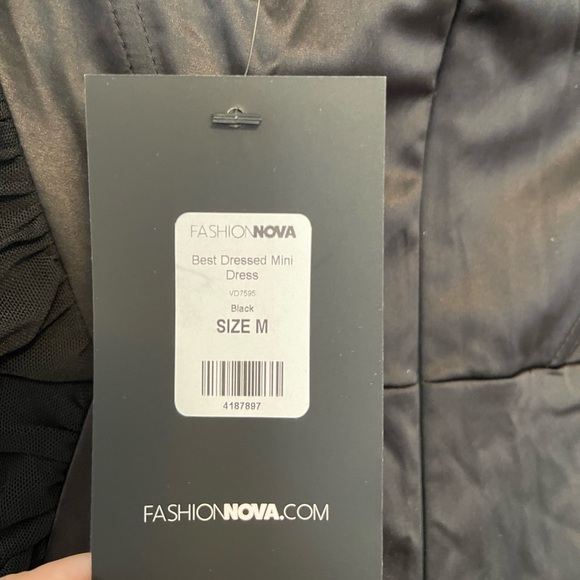 FASHIONNOVA
Best Dressed Mini
Dress
VD7595
Black
SIZE M
4187897
FASHIONNOVA.COM